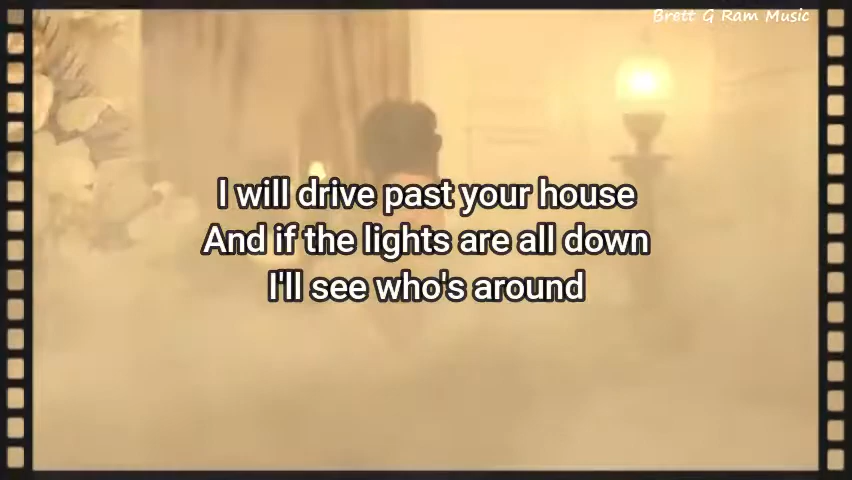 Brett G Ram Music
I will drive past your house
And if the lights are all down
I'll see who's around